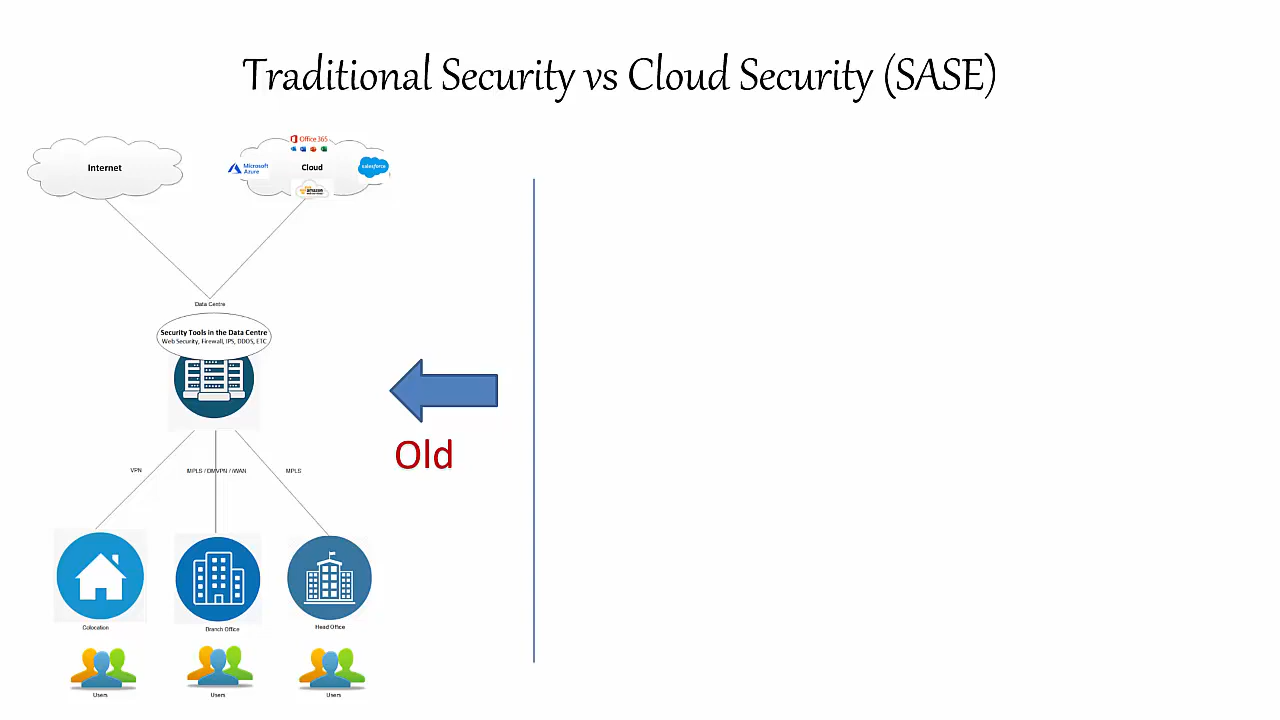 Traditional Security vs Cloud Security (SASE)
Office 365
Internet
Microsoft
Azure
Cloud
salesforce
amazon
Data Centre
Security Tools in the Data Centre
Web Security, Firewall, IPS, DDOS, ETC
Old
VPN
MPLS / DMVPN / iWAN
MPLS
Colocation
Branch Office
Head Office
Users
Users
Users